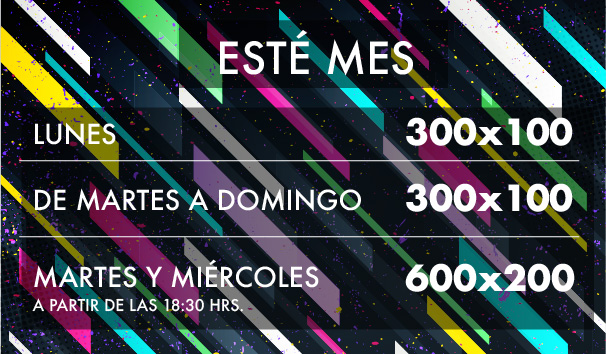 ESTÉ MES
LUNES 300x100
DE MARTES A DOMINGO 300x100
MARTES Y MIÉRCOLES 600x200
A PARTIR DE LAS 18:30 HRS.